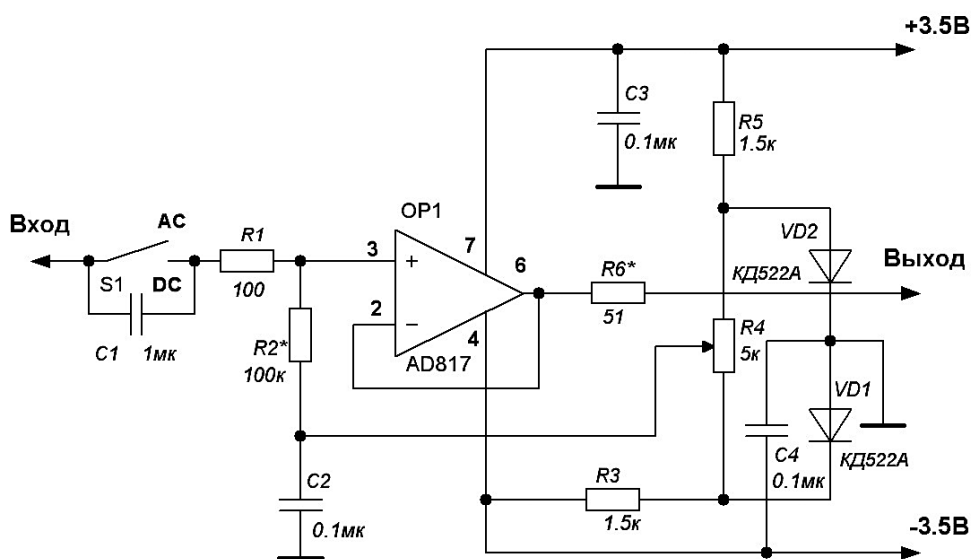 +3.5В
C3
0.1мк
R5
1.5к
Вход
AC
S1
DC
C1
1мк
R1
100
OP1
3
+
7
6
2
−
4
AD817
R6*
51
VD2
КД522А
Выход
R2*
100к
R4
5к
VD1
КД522А
C4
0.1мк
C2
0.1мк
R3
1.5к
-3.5В